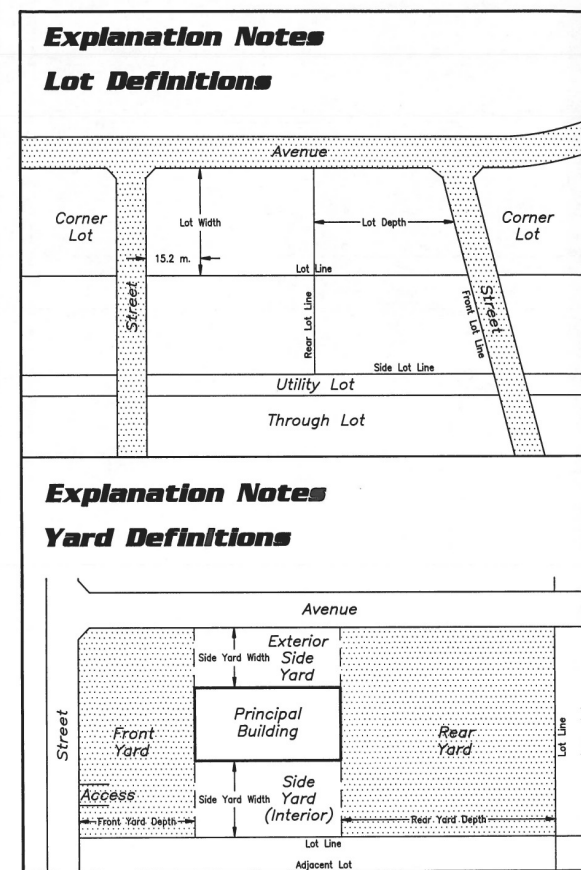 Explanation Notes
Lot Definitions
Avenue
Corner
Lot
Lot Width
Lot Depth
Corner
Lot
15.2 m.
Lot Line
Street
Rear Lot Line
Front Lot Line
Street
Side Lot Line
Utility Lot
Through Lot
Explanation Notes
Yard Definitions
Avenue
Side Yard Width
Exterior
Side
Yard
Street
Front
Yard
Principal
Building
Rear
Yard
Lot Line
Access
Side Yard Width
Side
Yard
(Interior)
Front Yard Depth
Rear Yard Depth
Lot Line
Adjacent Lot